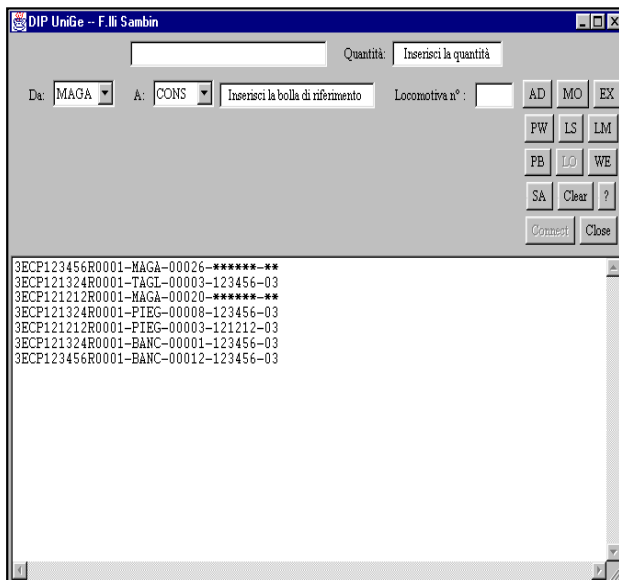 DIP UniGe -- F.lli Sambin
Quantità: Inserisci la quantità
Da: MAGA A: CONS Inserisci la bolla di riferimento Locomotiva n° : AD MO EX
PW LS LM
PB LO WE
SA Clear ?
Connect Close
3ECP123456R0001-MAGA-00026-******-**
3ECP121324R0001-TAGL-00003-123456-03
3ECP121212R0001-MAGA-00020-******-**
3ECP121324R0001-PIEG-00008-123456-03
3ECP121212R0001-PIEG-00003-121212-03
3ECP121324R0001-BANC-00001-123456-03
3ECP123456R0001-BANC-00012-123456-03